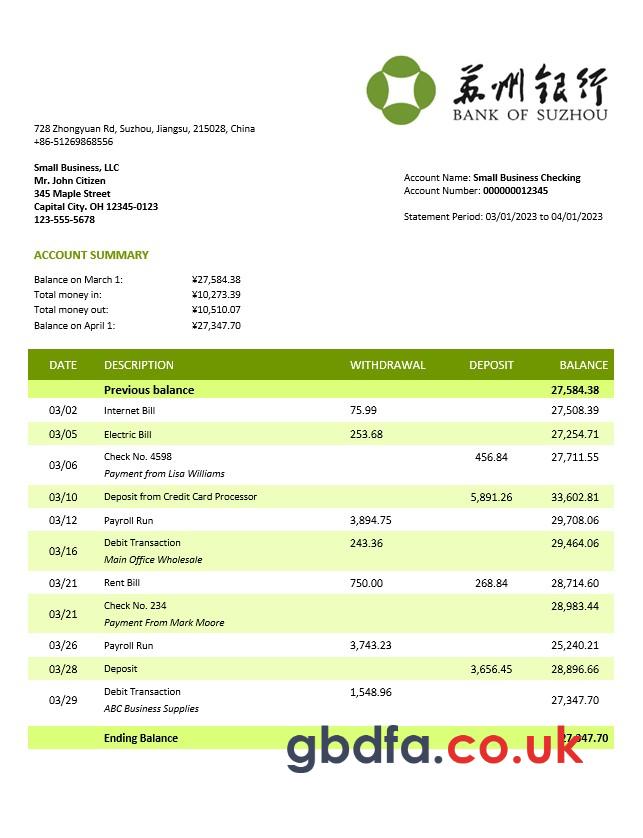 苏州银行
BANK OF SUZHOU
728 Zhongyuan Rd, Suzhou, Jiangsu, 215028, China
+86-51269868556
Small Business, LLC
Mr. John Citizen
345 Maple Street
Capital City. OH 12345-0123
123-555-5678
Account Name: Small Business Checking
Account Number: 000000012345
Statement Period: 03/01/2023 to 04/01/2023
ACCOUNT SUMMARY
Balance on March 1: ¥27,584.38
Total money in: ¥10,273.39
Total money out: ¥10,510.07
Balance on April 1: ¥27,347.70
DATE DESCRIPTION WITHDRAWAL DEPOSIT BALANCE
Previous balance 27,584.38
03/02 Internet Bill 75.99 27,508.39
03/05 Electric Bill 253.68 27,254.71
03/06 Check No. 4598 456.84 27,711.55
Payment from Lisa Williams
03/10 Deposit from Credit Card Processor 5,891.26 33,602.81
03/12 Payroll Run 3,894.75 29,708.06
03/16 Debit Transaction 243.36 29,464.06
Main Office Wholesale
03/21 Rent Bill 750.00 268.84 28,714.60
03/21 Check No. 234 28,983.44
Payment From Mark Moore
03/26 Payroll Run 3,743.23 25,240.21
03/28 Deposit 3,656.45 28,896.66
03/29 Debit Transaction 1,548.96 27,347.70
ABC Business Supplies
Ending Balance 27,347.70
gbdfa.co.uk